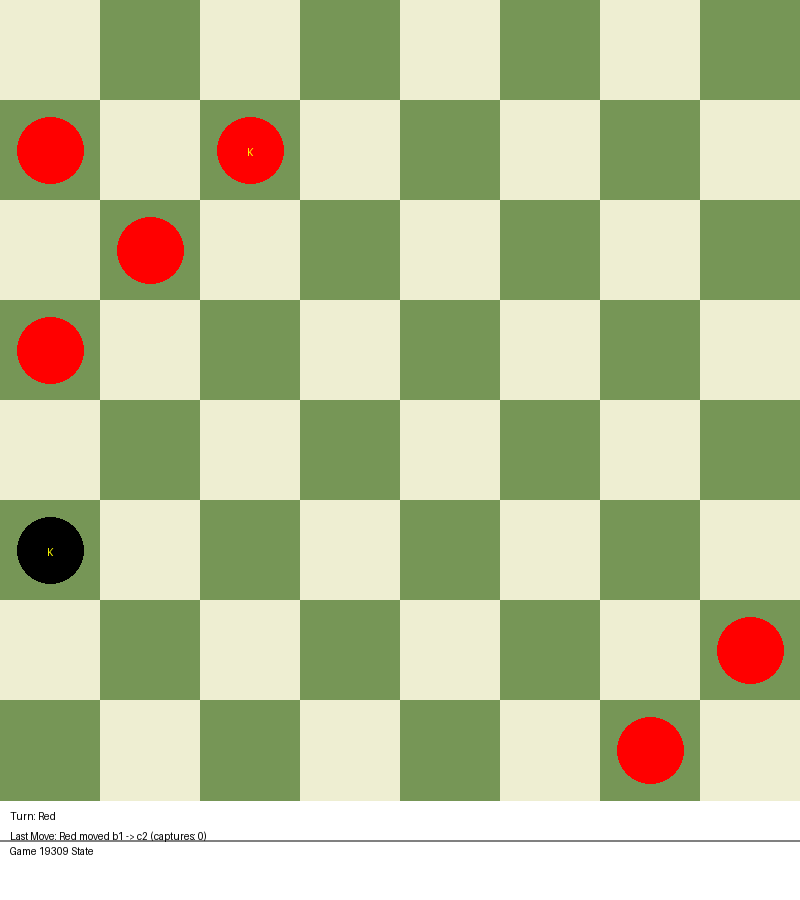 K
K
Turn: Red
Last Move: Red moved b1 -> c2 (captures: 0)
Game 19309 State